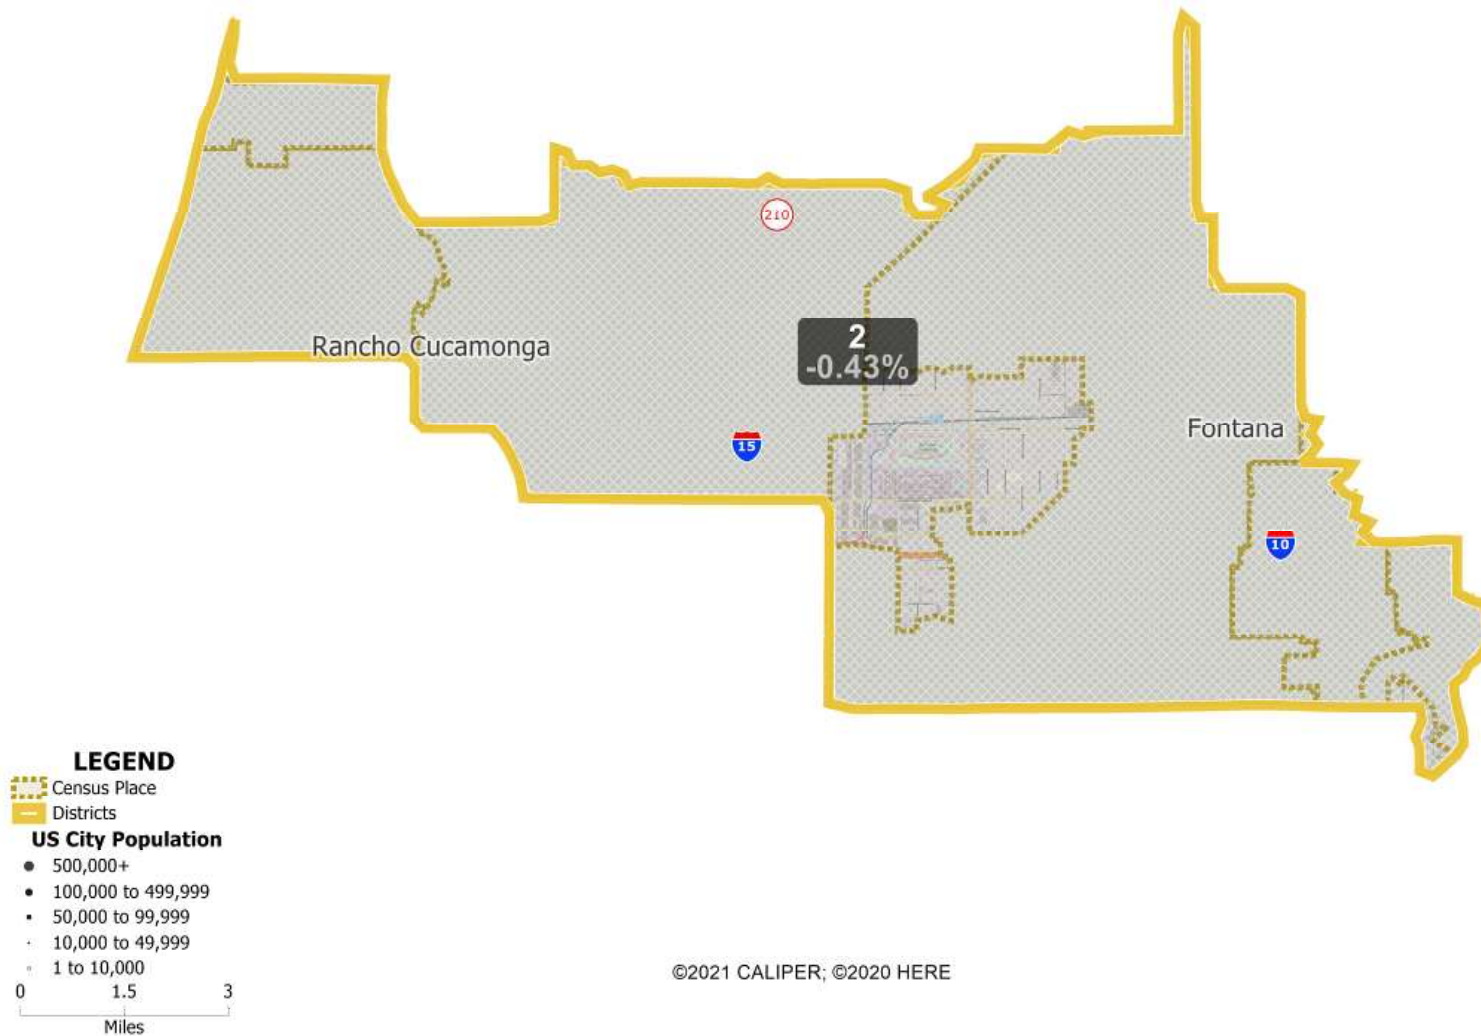 210
Rancho Cucamonga
2
-0.43%
15
Fontana
10
LEGEND
Census Place
Districts
US City Population
500,000+
100,000 to 499,999
50,000 to 99,999
10,000 to 49,999
1 to 10,000
0 1.5 3
Miles
©2021 CALIPER; ©2020 HERE